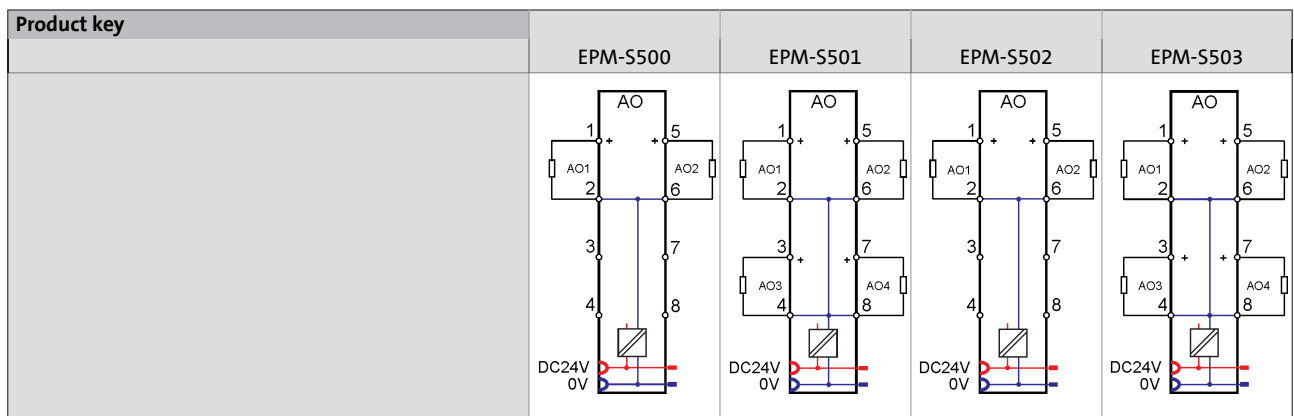 Product key
EPM-S500 EPM-S501 EPM-S502 EPM-S503
AO AO AO AO
1 + + 5 1 + + 5 1 + + 5 1 + + 5
AO1 AO2 AO1 AO2 AO1 AO2 AO1 AO2
2 6 2 6 2 6 2 6
3 7 3 + + 7 3 7 3 + + 7
AO3 AO4 AO3 AO4
4 8 4 8 4 8 4 8
DC24V DC24V DC24V DC24V
0V 0V 0V 0V